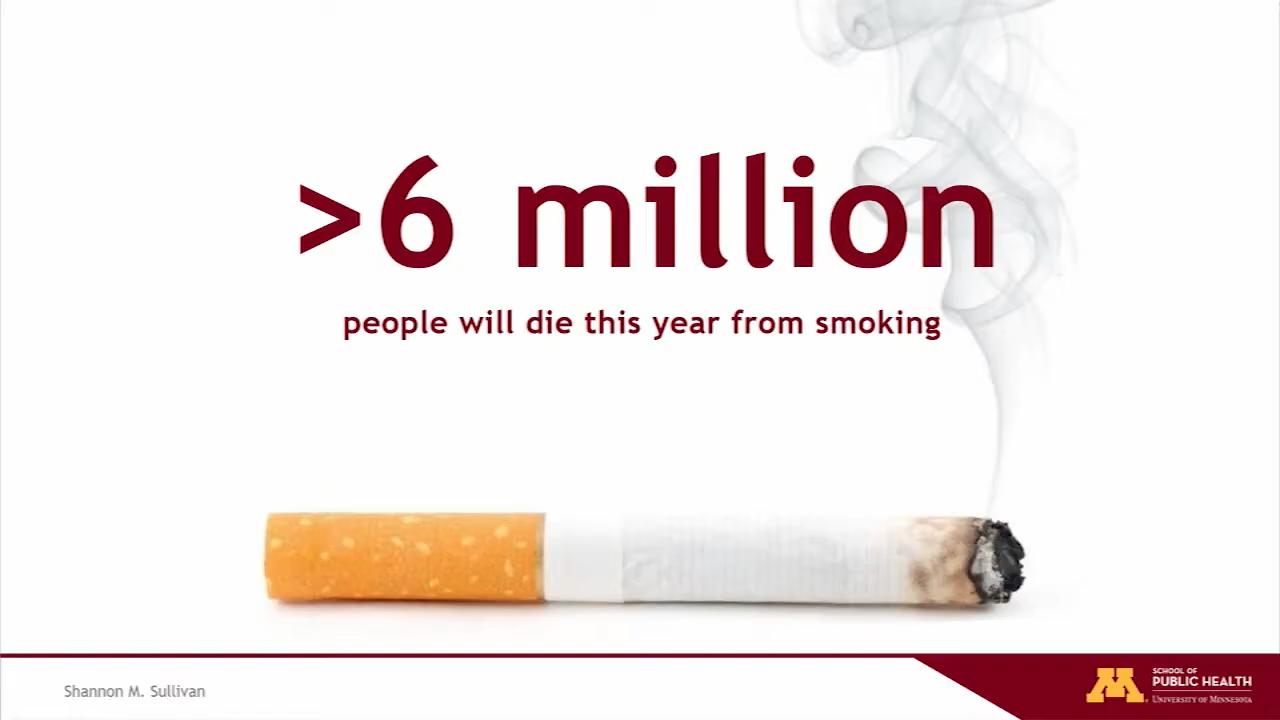 >6 million
people will die this year from smoking
Shannon M. Sullivan
M
SCHOOL OF
PUBLIC HEALTH
UNIVERSITY OF MINNESOTA